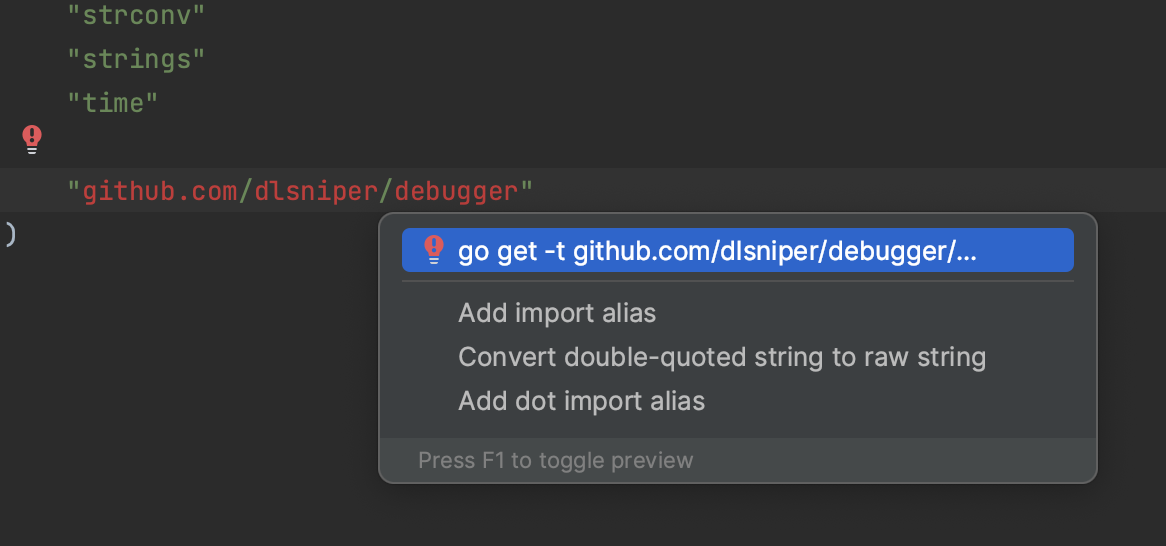 "strconv"
"strings"
"time"
"github.com/dlsniper/debugger"
)
go get -t github.com/dlsniper/debugger/...
Add import alias
Convert double-quoted string to raw string
Add dot import alias
Press F1 to toggle preview